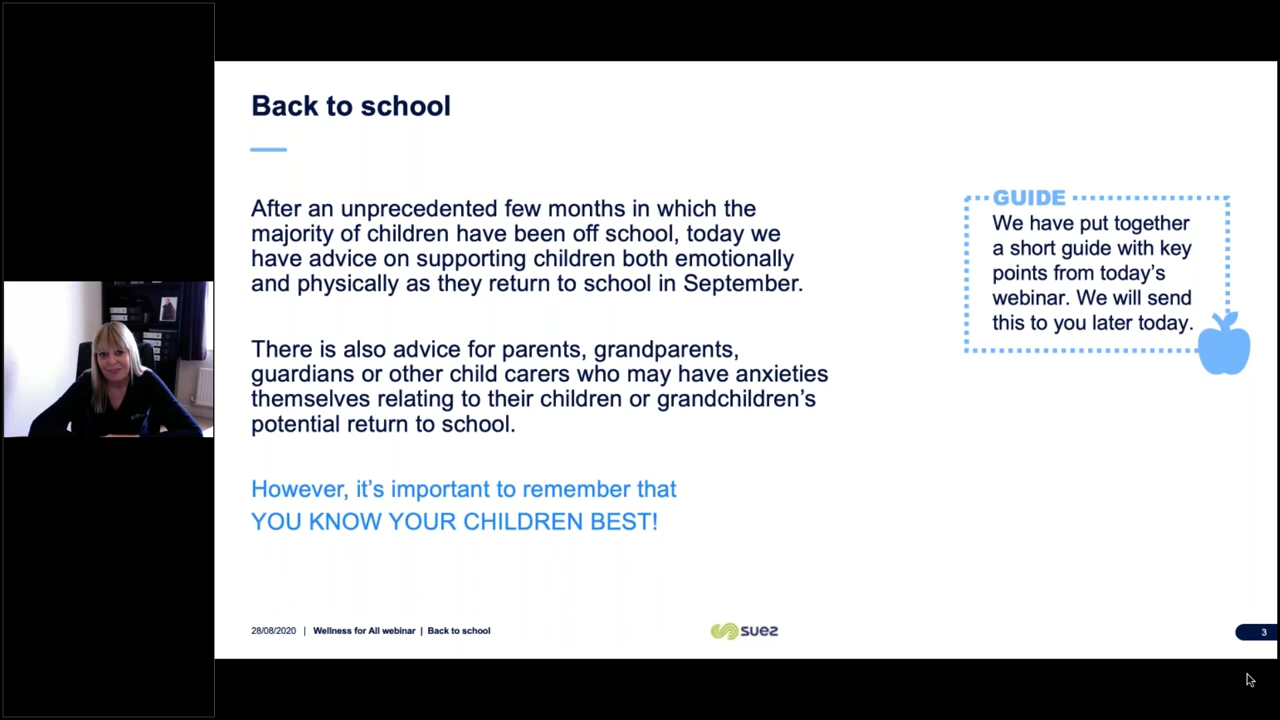 Back to school
After an unprecedented few months in which the
majority of children have been off school, today we
have advice on supporting children both emotionally
and physically as they return to school in September.
There is also advice for parents, grandparents,
guardians or other child carers who may have anxieties
themselves relating to their children or grandchildren’s
potential return to school.
However, it’s important to remember that
YOU KNOW YOUR CHILDREN BEST!
GUIDE
We have put together
a short guide with key
points from today’s
webinar. We will send
this to you later today.
28/08/2020 | Wellness for All webinar | Back to school
suez
3